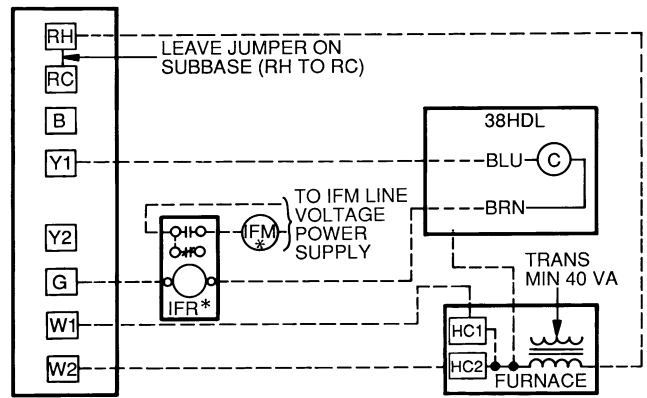 RH
LEAVE JUMPER ON
SUBBASE (RH TO RC)
RC
B
38HDL
Y1
BLU
C
BRN
TO IFM LINE
VOLTAGE
POWER
SUPPLY
IFM
*
Y2
G
IFR*
TRANS
MIN 40 VA
W1
HC1
W2
HC2
FURNACE